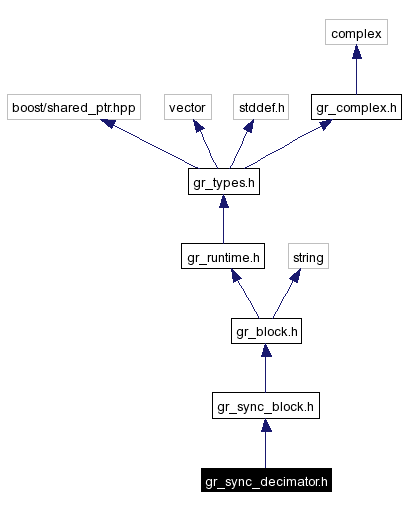 complex
boost/shared_ptr.hpp
vector
stddef.h
gr_complex.h
gr_types.h
gr_runtime.h
string
gr_block.h
gr_sync_block.h
gr_sync_decimator.h